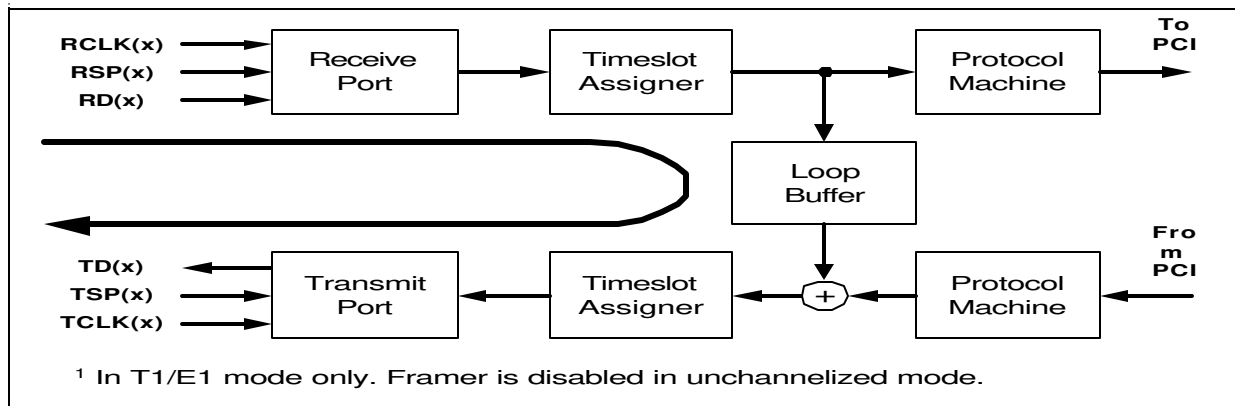 RCLK(x)
RSP(x)
RD(x)
Receive
Port
Timeslot
Assigner
Protocol
Machine
To
PCI
Loop
Buffer
TD(x)
TSP(x)
TCLK(x)
Transmit
Port
Timeslot
Assigner
+
Protocol
Machine
Fro
m
PCI
¹ In T1/E1 mode only. Framer is disabled in unchannelized mode.